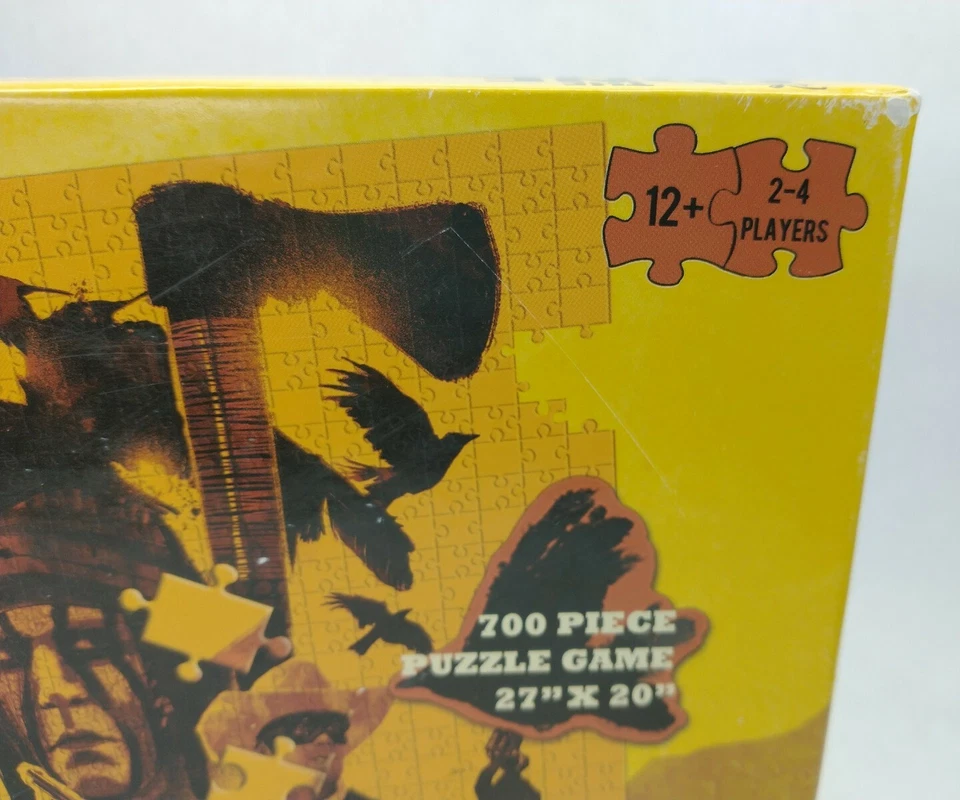 12+
2-4
PLAYERS
700 PIECE
PUZZLE GAME
27” X 20”